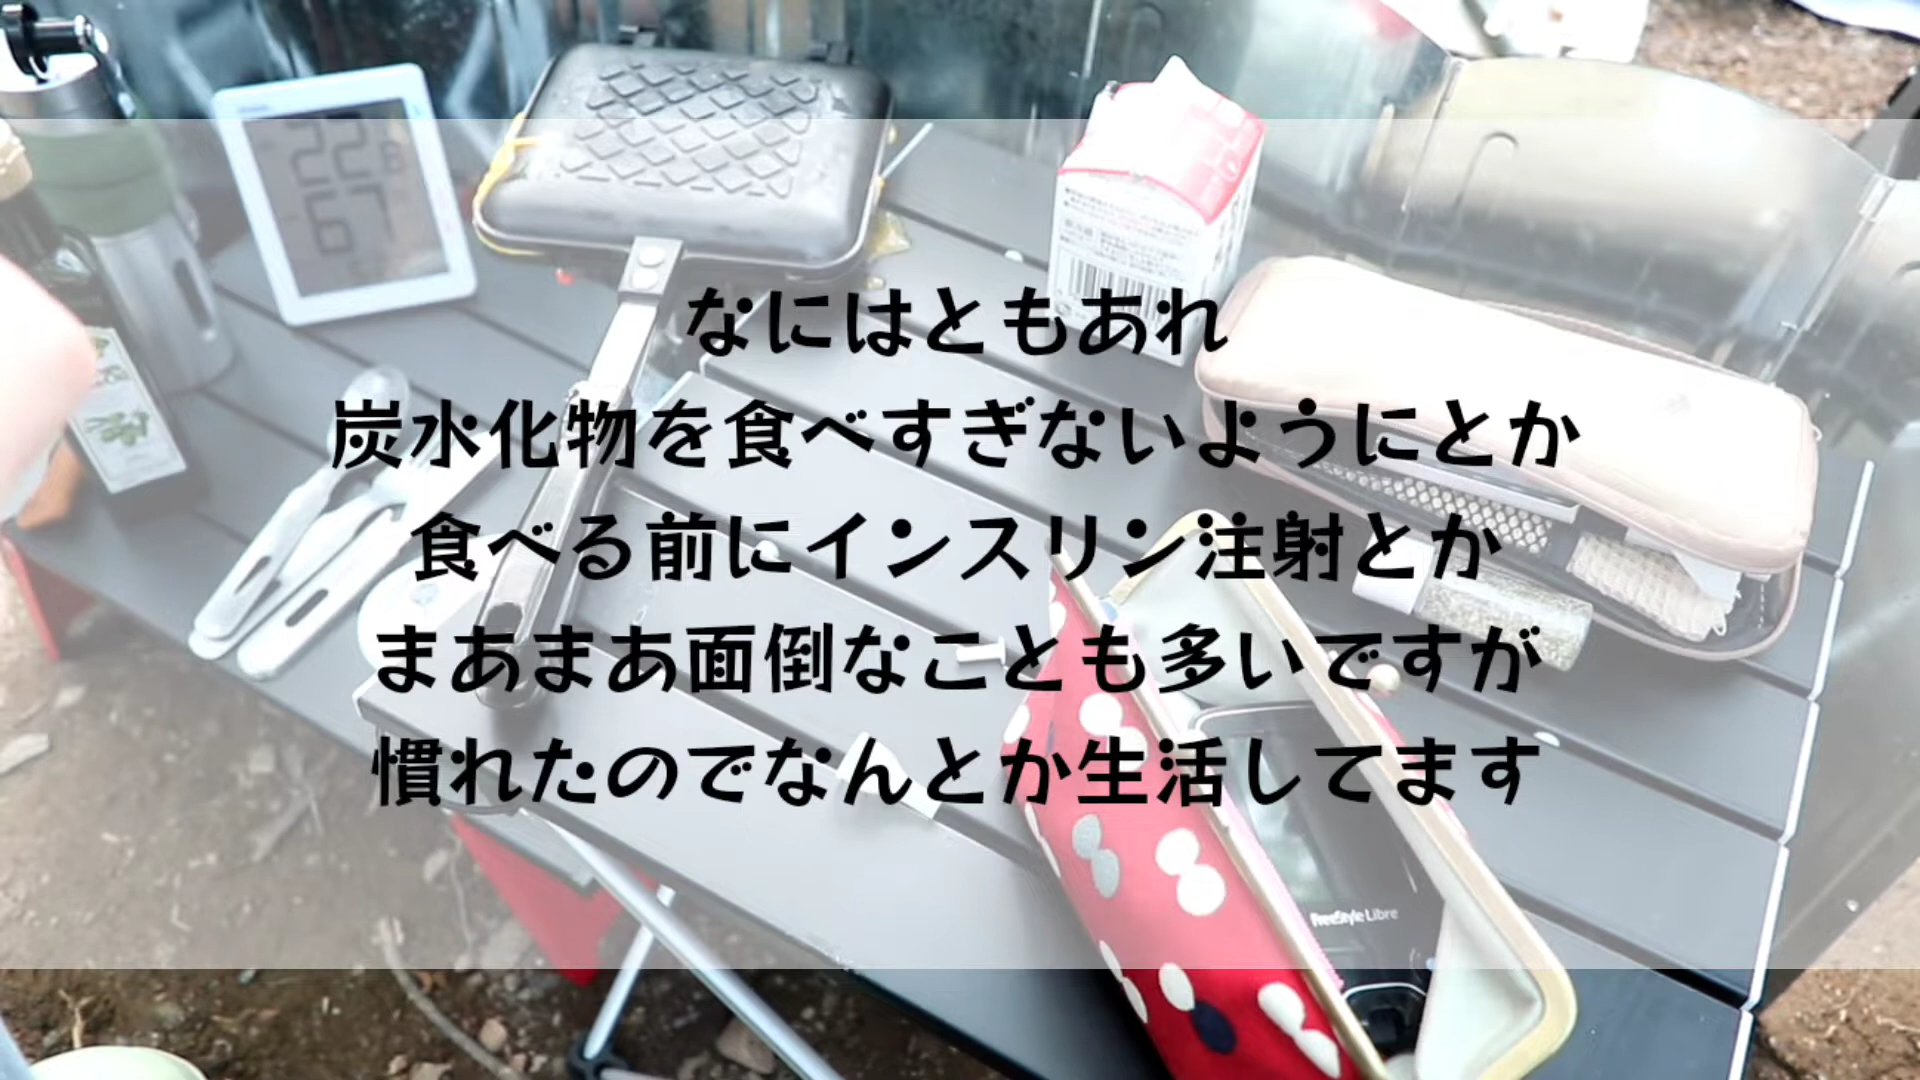 なにはともあれ
炭水化物を食べすぎないようにとか
食べる前にインスリン注射とか
まあまあ面倒なことも多いですが
慣れたのでなんとか生活してます
FreeStyle Libre